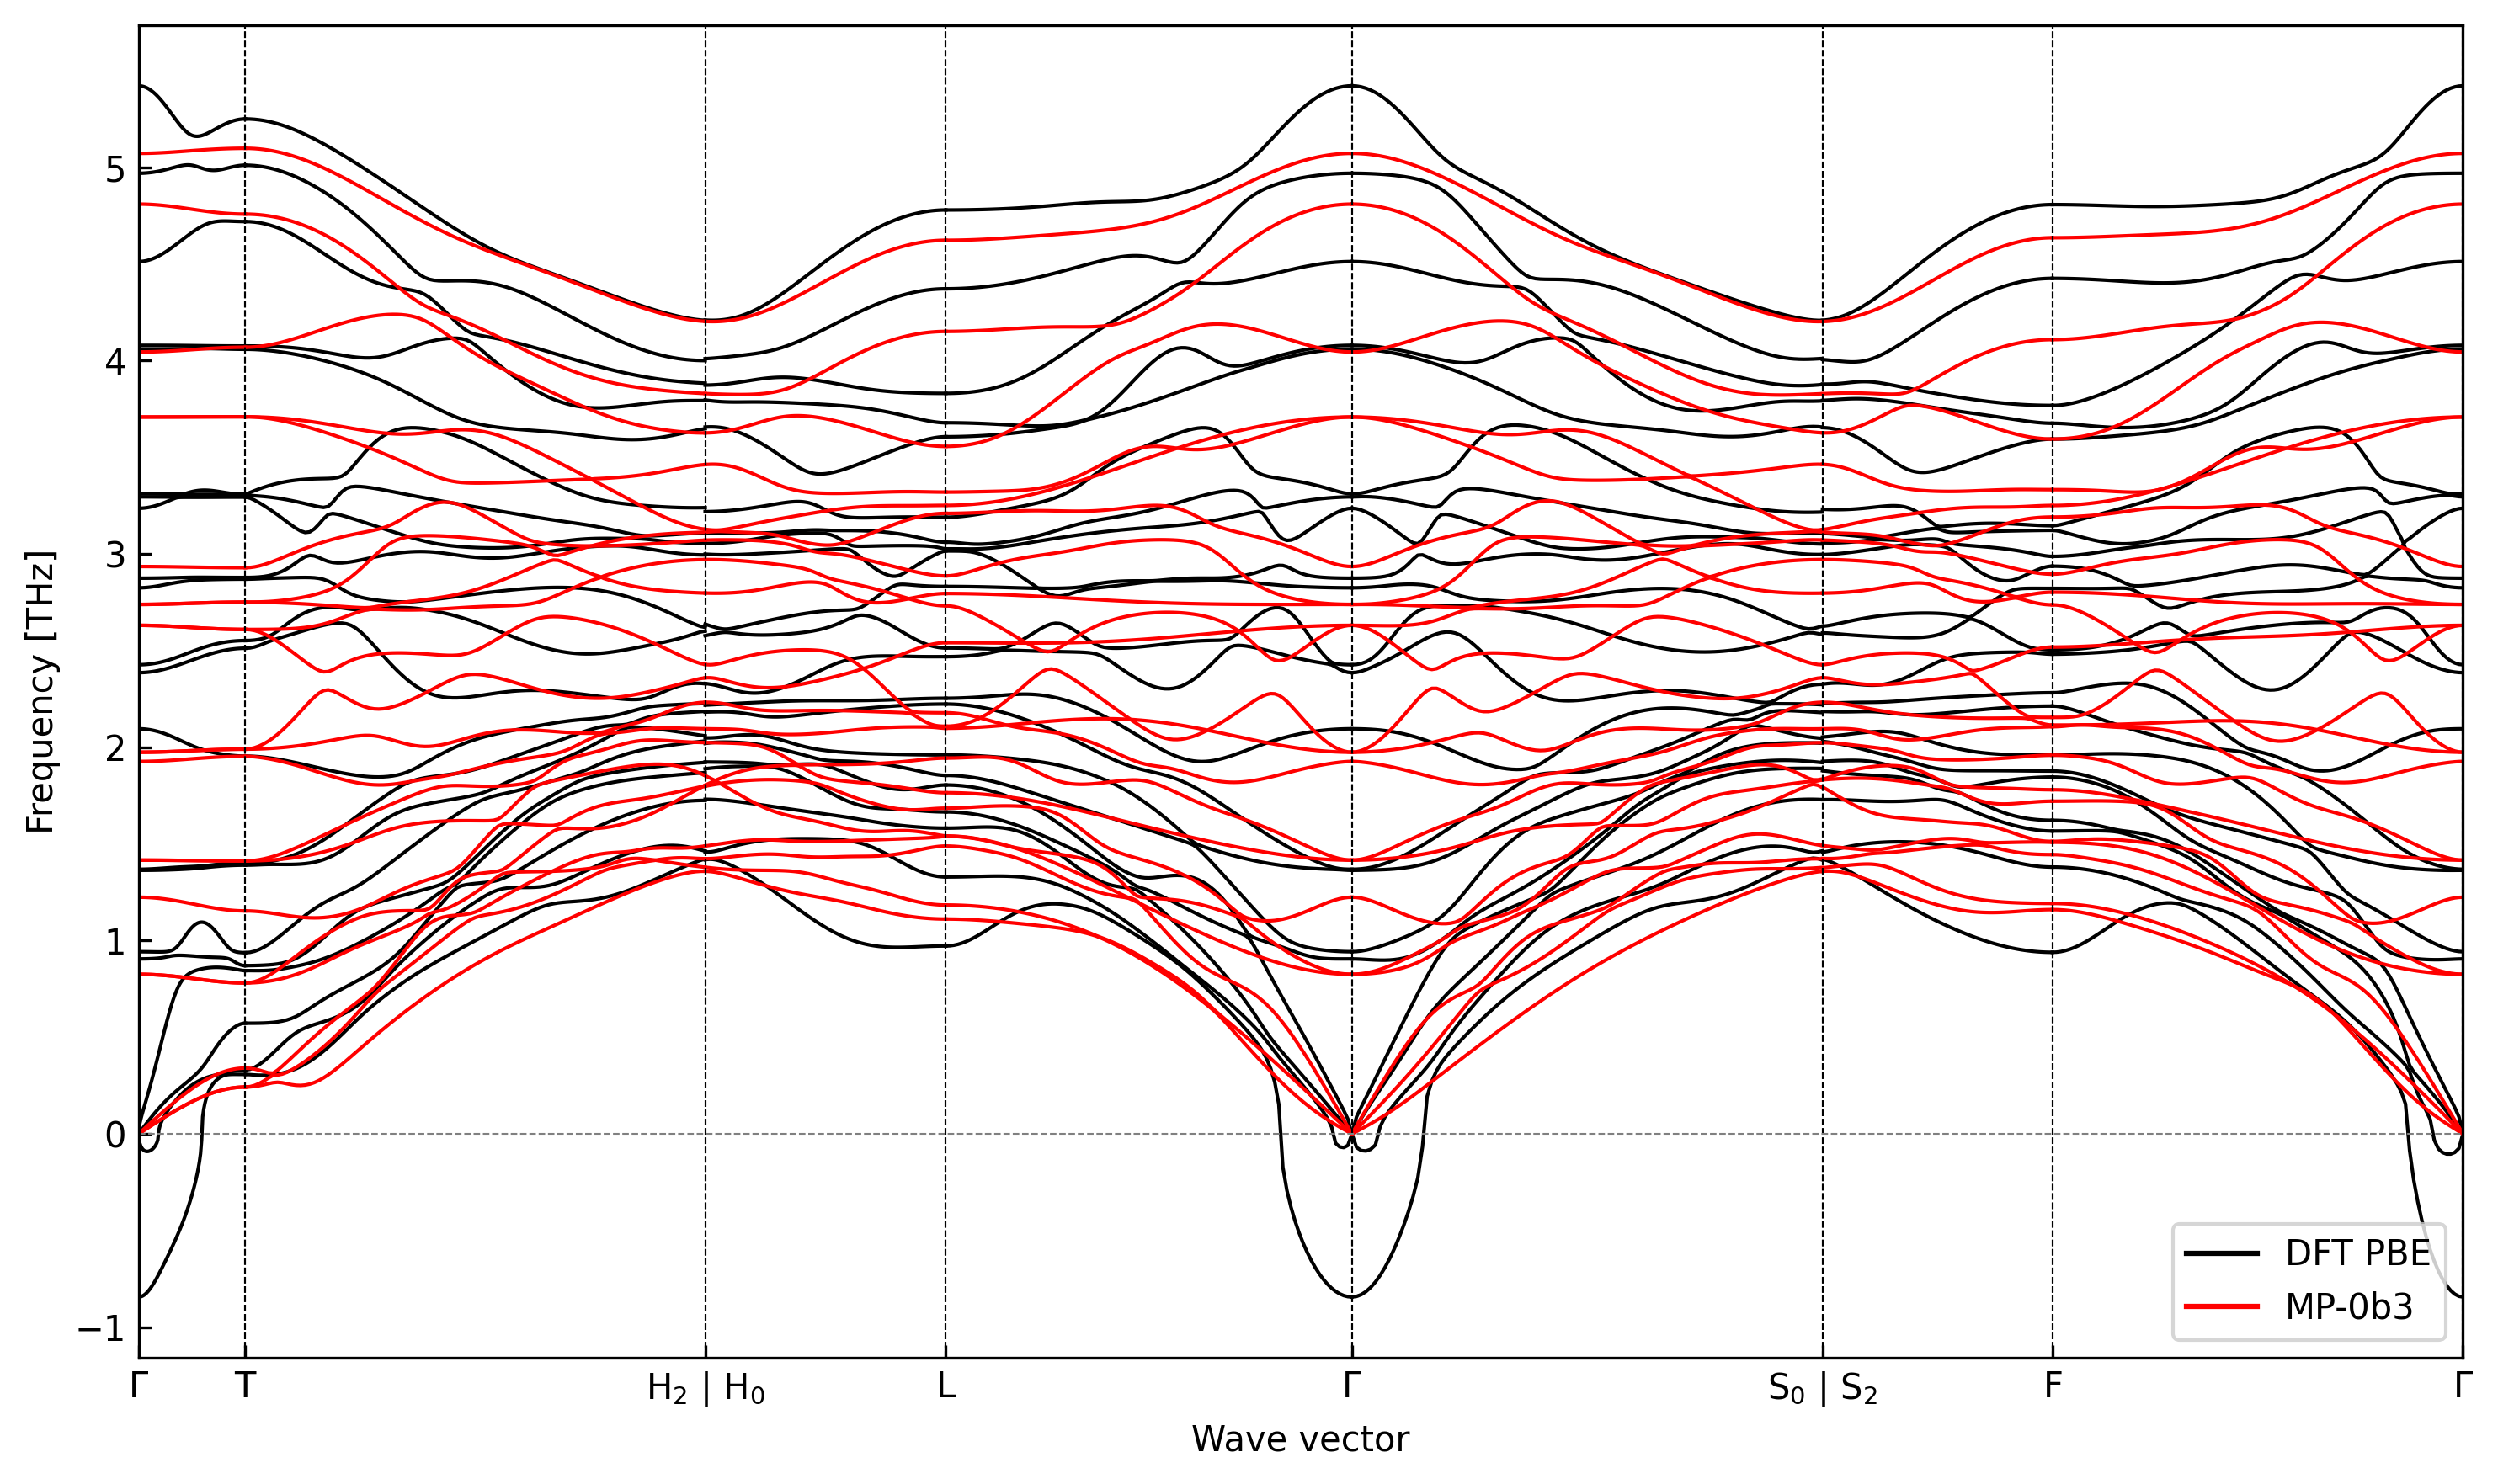 Frequency [THz]
5
4
3
2
1
0
−1
DFT PBE
MP-0b3
Γ T H₂ | H₀ L Γ S₀ | S₂ F Γ
Wave vector